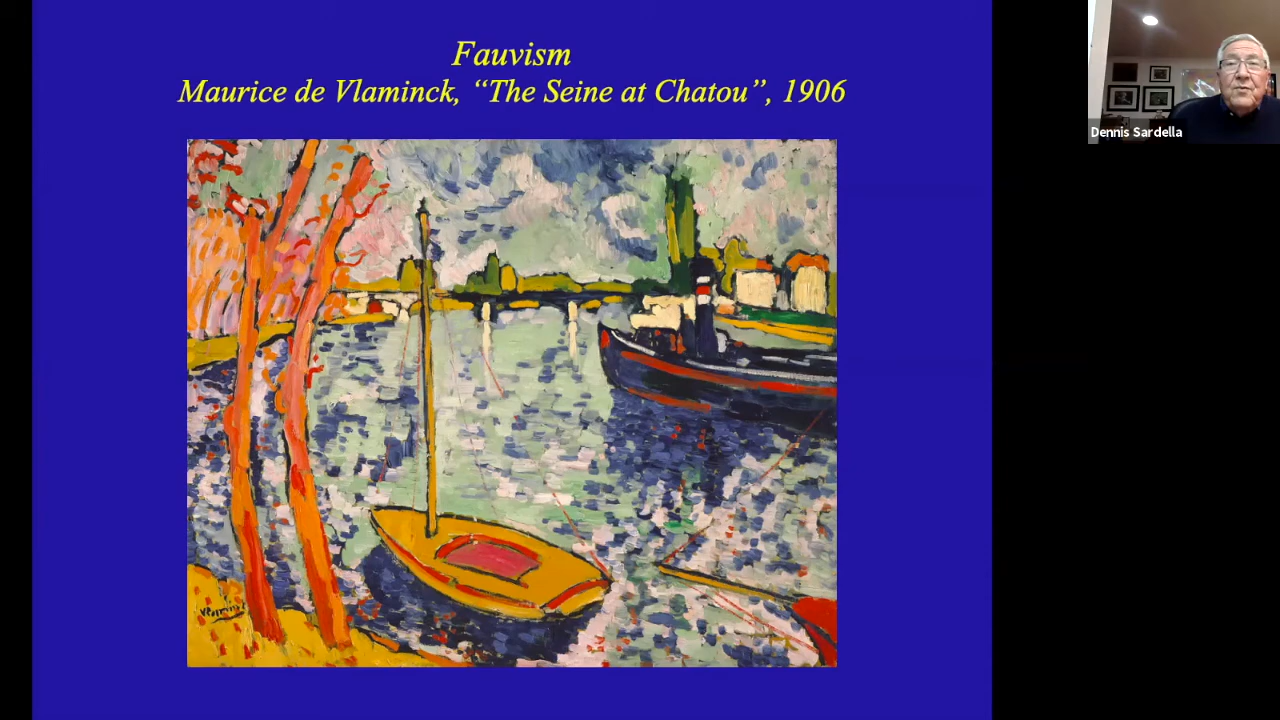 Fauvism
Maurice de Vlaminck, “The Seine at Chatou”, 1906
Dennis Sardella
Vlaminck